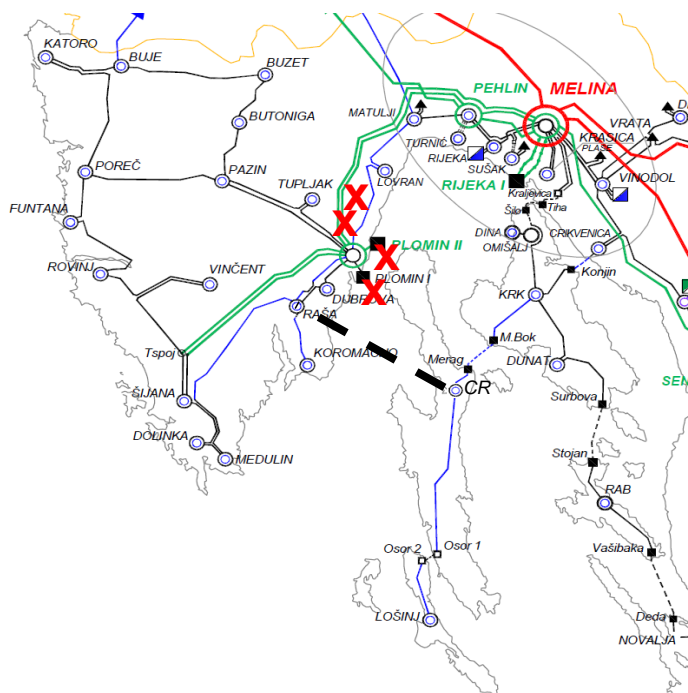 KATORO
BUJE
BUZET
BUTONIGA
POREČ
PAZIN
TUPLJAK
FUNTANA
ROVINJ
VINČENT
Tspoj
ŠIJANA
DOLINKA
MEDULIN
MATULJI
PEHLIN
MELINA
TURNIĆ
RIJEKA
SUŠAK
KRASICA
PLASE
VRATA
VINODOL
LOVRAN
RIJEKA I
Kraljevica
Šilo
Tiha
DINA
OMIŠALJ
CRIKVENICA
X
X
PLOMIN II
X
PLOMIN I
X
DUBROVA
RAŠA
KOROMAČNO
Konjin
KRK
M.Bok
Merag
DUNAT
CR
Surbova
SEL
Stojan
RAB
Osor 2
Osor 1
Vašibaka
LOŠINJ
Deda
NOVALJA